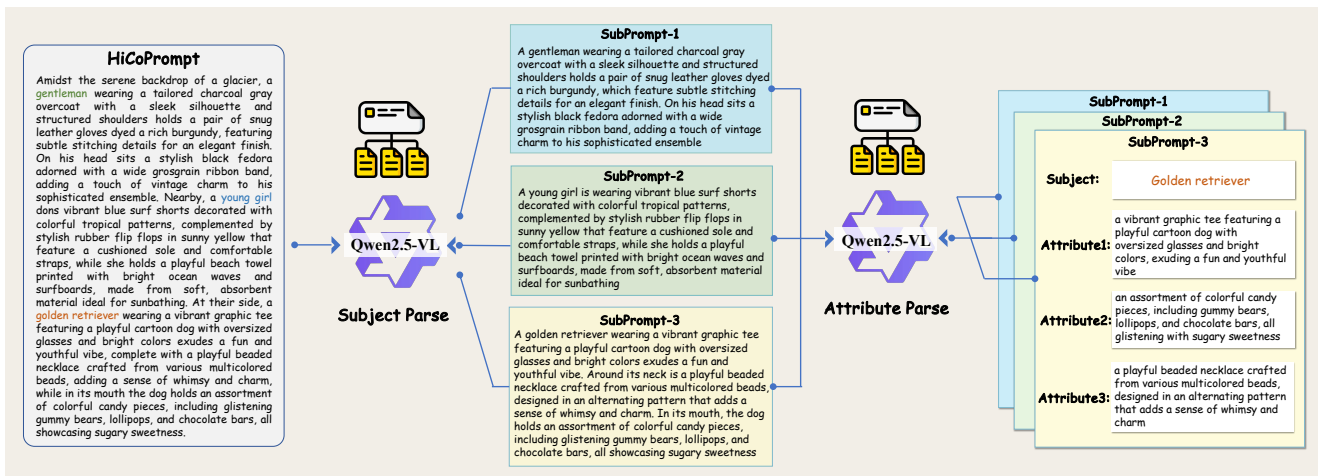 HiCoPrompt
Amidst the serene backdrop of a glacier, a
gentleman wearing a tailored charcoal gray
overcoat with a sleek silhouette and
structured shoulders holds a pair of snug
leather gloves dyed a rich burgundy, featuring
subtle stitching details for an elegant finish.
On his head sits a stylish black fedora
adorned with a wide grosgrain ribbon band,
adding a touch of vintage charm to his
sophisticated ensemble. Nearby, a young girl
dons vibrant blue surf shorts decorated with
colorful tropical patterns, complemented by
stylish rubber flip flops in sunny yellow that
feature a cushioned sole and comfortable
straps, while she holds a playful beach towel
printed with bright ocean waves and
surfboards, made from soft, absorbent
material ideal for sunbathing. At their side, a
golden retriever wearing a vibrant graphic tee
featuring a playful cartoon dog with oversized
glasses and bright colors exudes a fun and
youthful vibe, complete with a playful beaded
necklace crafted from various multicolored
beads, adding a sense of whimsy and charm,
while in its mouth the dog holds an assortment
of colorful candy pieces, including glistening
gummy bears, lollipops, and chocolate bars, all
showcasing sugary sweetness.
Qwen2.5-VL
Subject Parse
SubPrompt-1
A gentleman wearing a tailored charcoal gray
overcoat with a sleek silhouette and structured
shoulders holds a pair of snug leather gloves dyed
a rich burgundy, which feature subtle stitching
details for an elegant finish. On his head sits a
stylish black fedora adorned with a wide
grosgrain ribbon band, adding a touch of vintage
charm to his sophisticated ensemble
SubPrompt-2
A young girl is wearing vibrant blue surf shorts
decorated with colorful tropical patterns,
complemented by stylish rubber flip flops in
sunny yellow that feature a cushioned sole and
comfortable straps, while she holds a playful
beach towel printed with bright ocean waves and
surfboards, made from soft, absorbent material
ideal for sunbathing
SubPrompt-3
A golden retriever wearing a vibrant graphic tee
featuring a playful cartoon dog with oversized
glasses and bright colors exudes a fun and
youthful vibe. Around its neck is a playful beaded
necklace crafted from various multicolored beads,
designed in an alternating pattern that adds a
sense of whimsy and charm. In its mouth, the dog
holds an assortment of colorful candy pieces,
including glistening gummy bears, lollipops, and
chocolate bars, all showcasing sugary sweetness
Qwen2.5-VL
Attribute Parse
SubPrompt-1
SubPrompt-2
SubPrompt-3
Subject:
Golden retriever
Attribute1:
a vibrant graphic tee featuring a
playful cartoon dog with
oversized glasses and bright
colors, exuding a fun and youthful
vibe
Attribute2:
an assortment of colorful candy
pieces, including gummy bears,
lollipops, and chocolate bars, all
glistening with sugary sweetness
Attribute3:
a playful beaded necklace crafted
from various multicolored beads,
designed in an alternating pattern
that adds a sense of whimsy and
charm